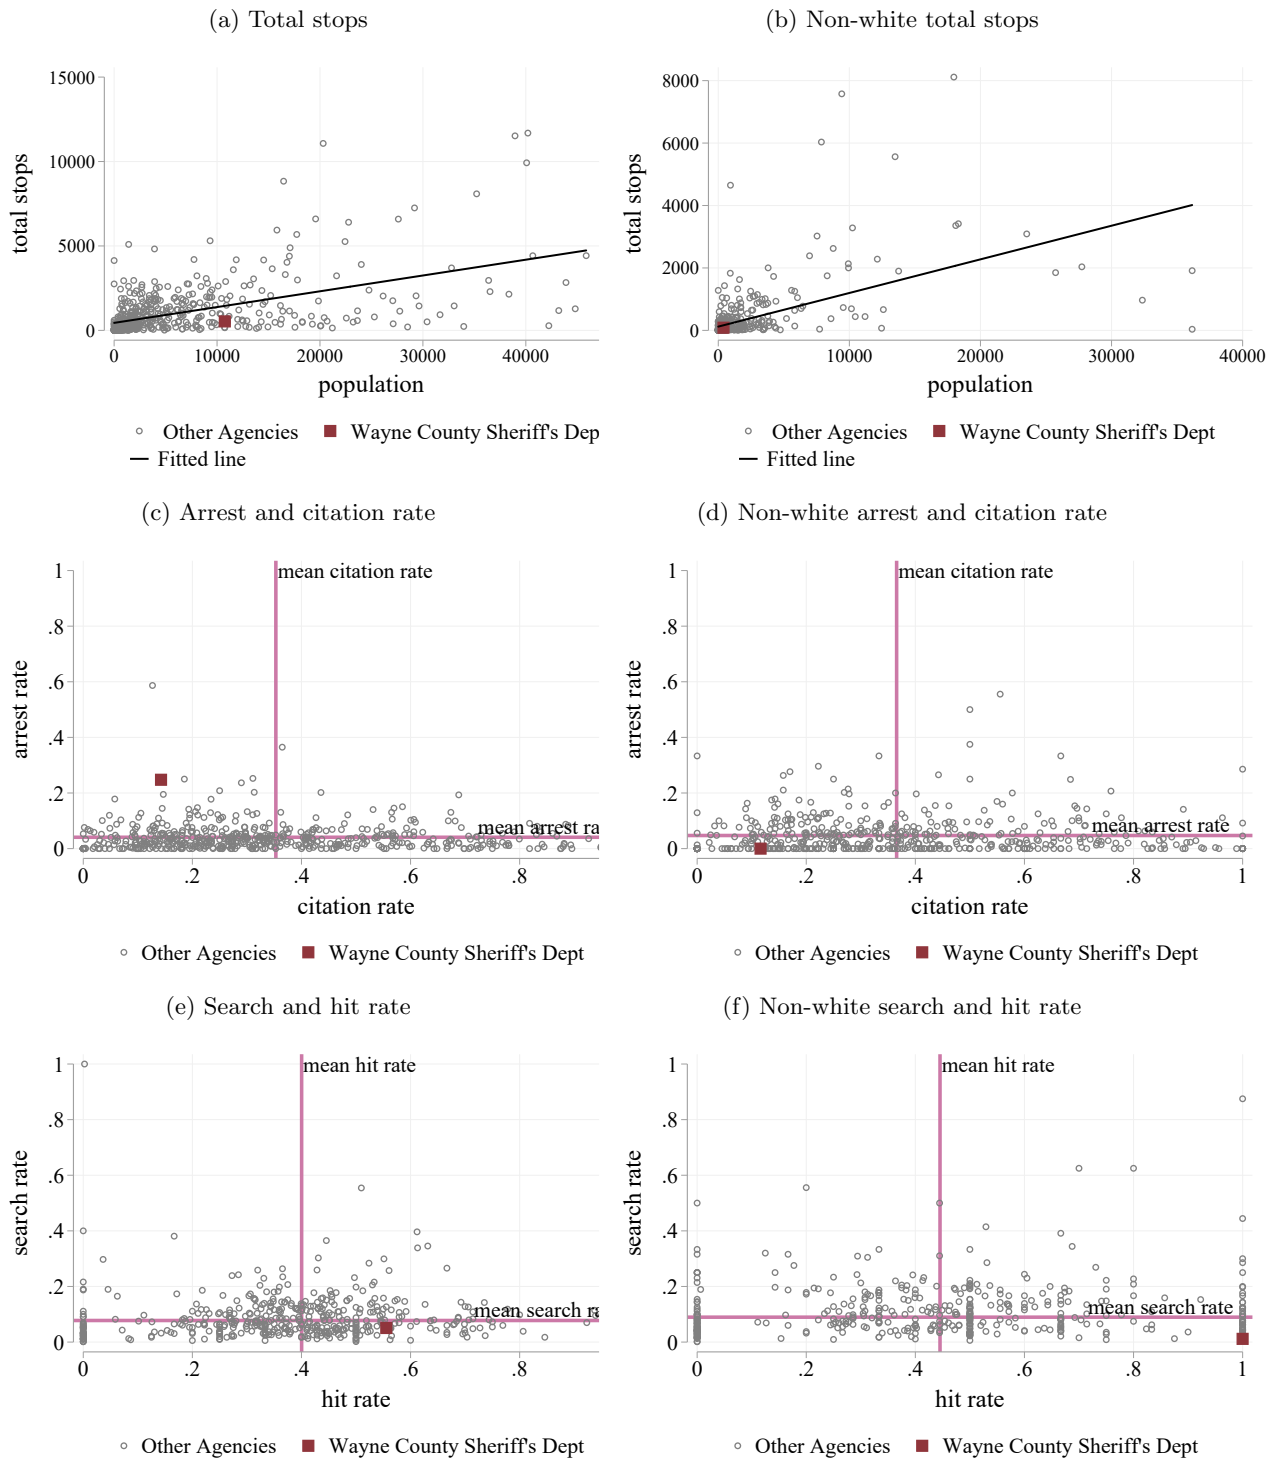 (a) Total stops
(b) Non-white total stops
15000
10000
5000
0
total stops
0 10000 20000 30000 40000
population
Other Agencies Wayne County Sheriff's Dep
Fitted line
8000
6000
4000
2000
0
total stops
0 10000 20000 30000 40000
population
Other Agencies Wayne County Sheriff's Dept
Fitted line
(c) Arrest and citation rate
(d) Non-white arrest and citation rate
1
.8
.6
.4
.2
0
arrest rate
mean citation rate
mean arrest ra
0 .2 .4 .6 .8
citation rate
Other Agencies Wayne County Sheriff's Dept
1
.8
.6
.4
.2
0
arrest rate
mean citation rate
mean arrest rate
0 .2 .4 .6 .8 1
citation rate
Other Agencies Wayne County Sheriff's Dept
(e) Search and hit rate
(f) Non-white search and hit rate
1
.8
.6
.4
.2
0
search rate
mean hit rate
mean search ra
0 .2 .4 .6 .8
hit rate
Other Agencies Wayne County Sheriff's Dept
1
.8
.6
.4
.2
0
search rate
mean hit rate
mean search rate
0 .2 .4 .6 .8 1
hit rate
Other Agencies Wayne County Sheriff's Dept